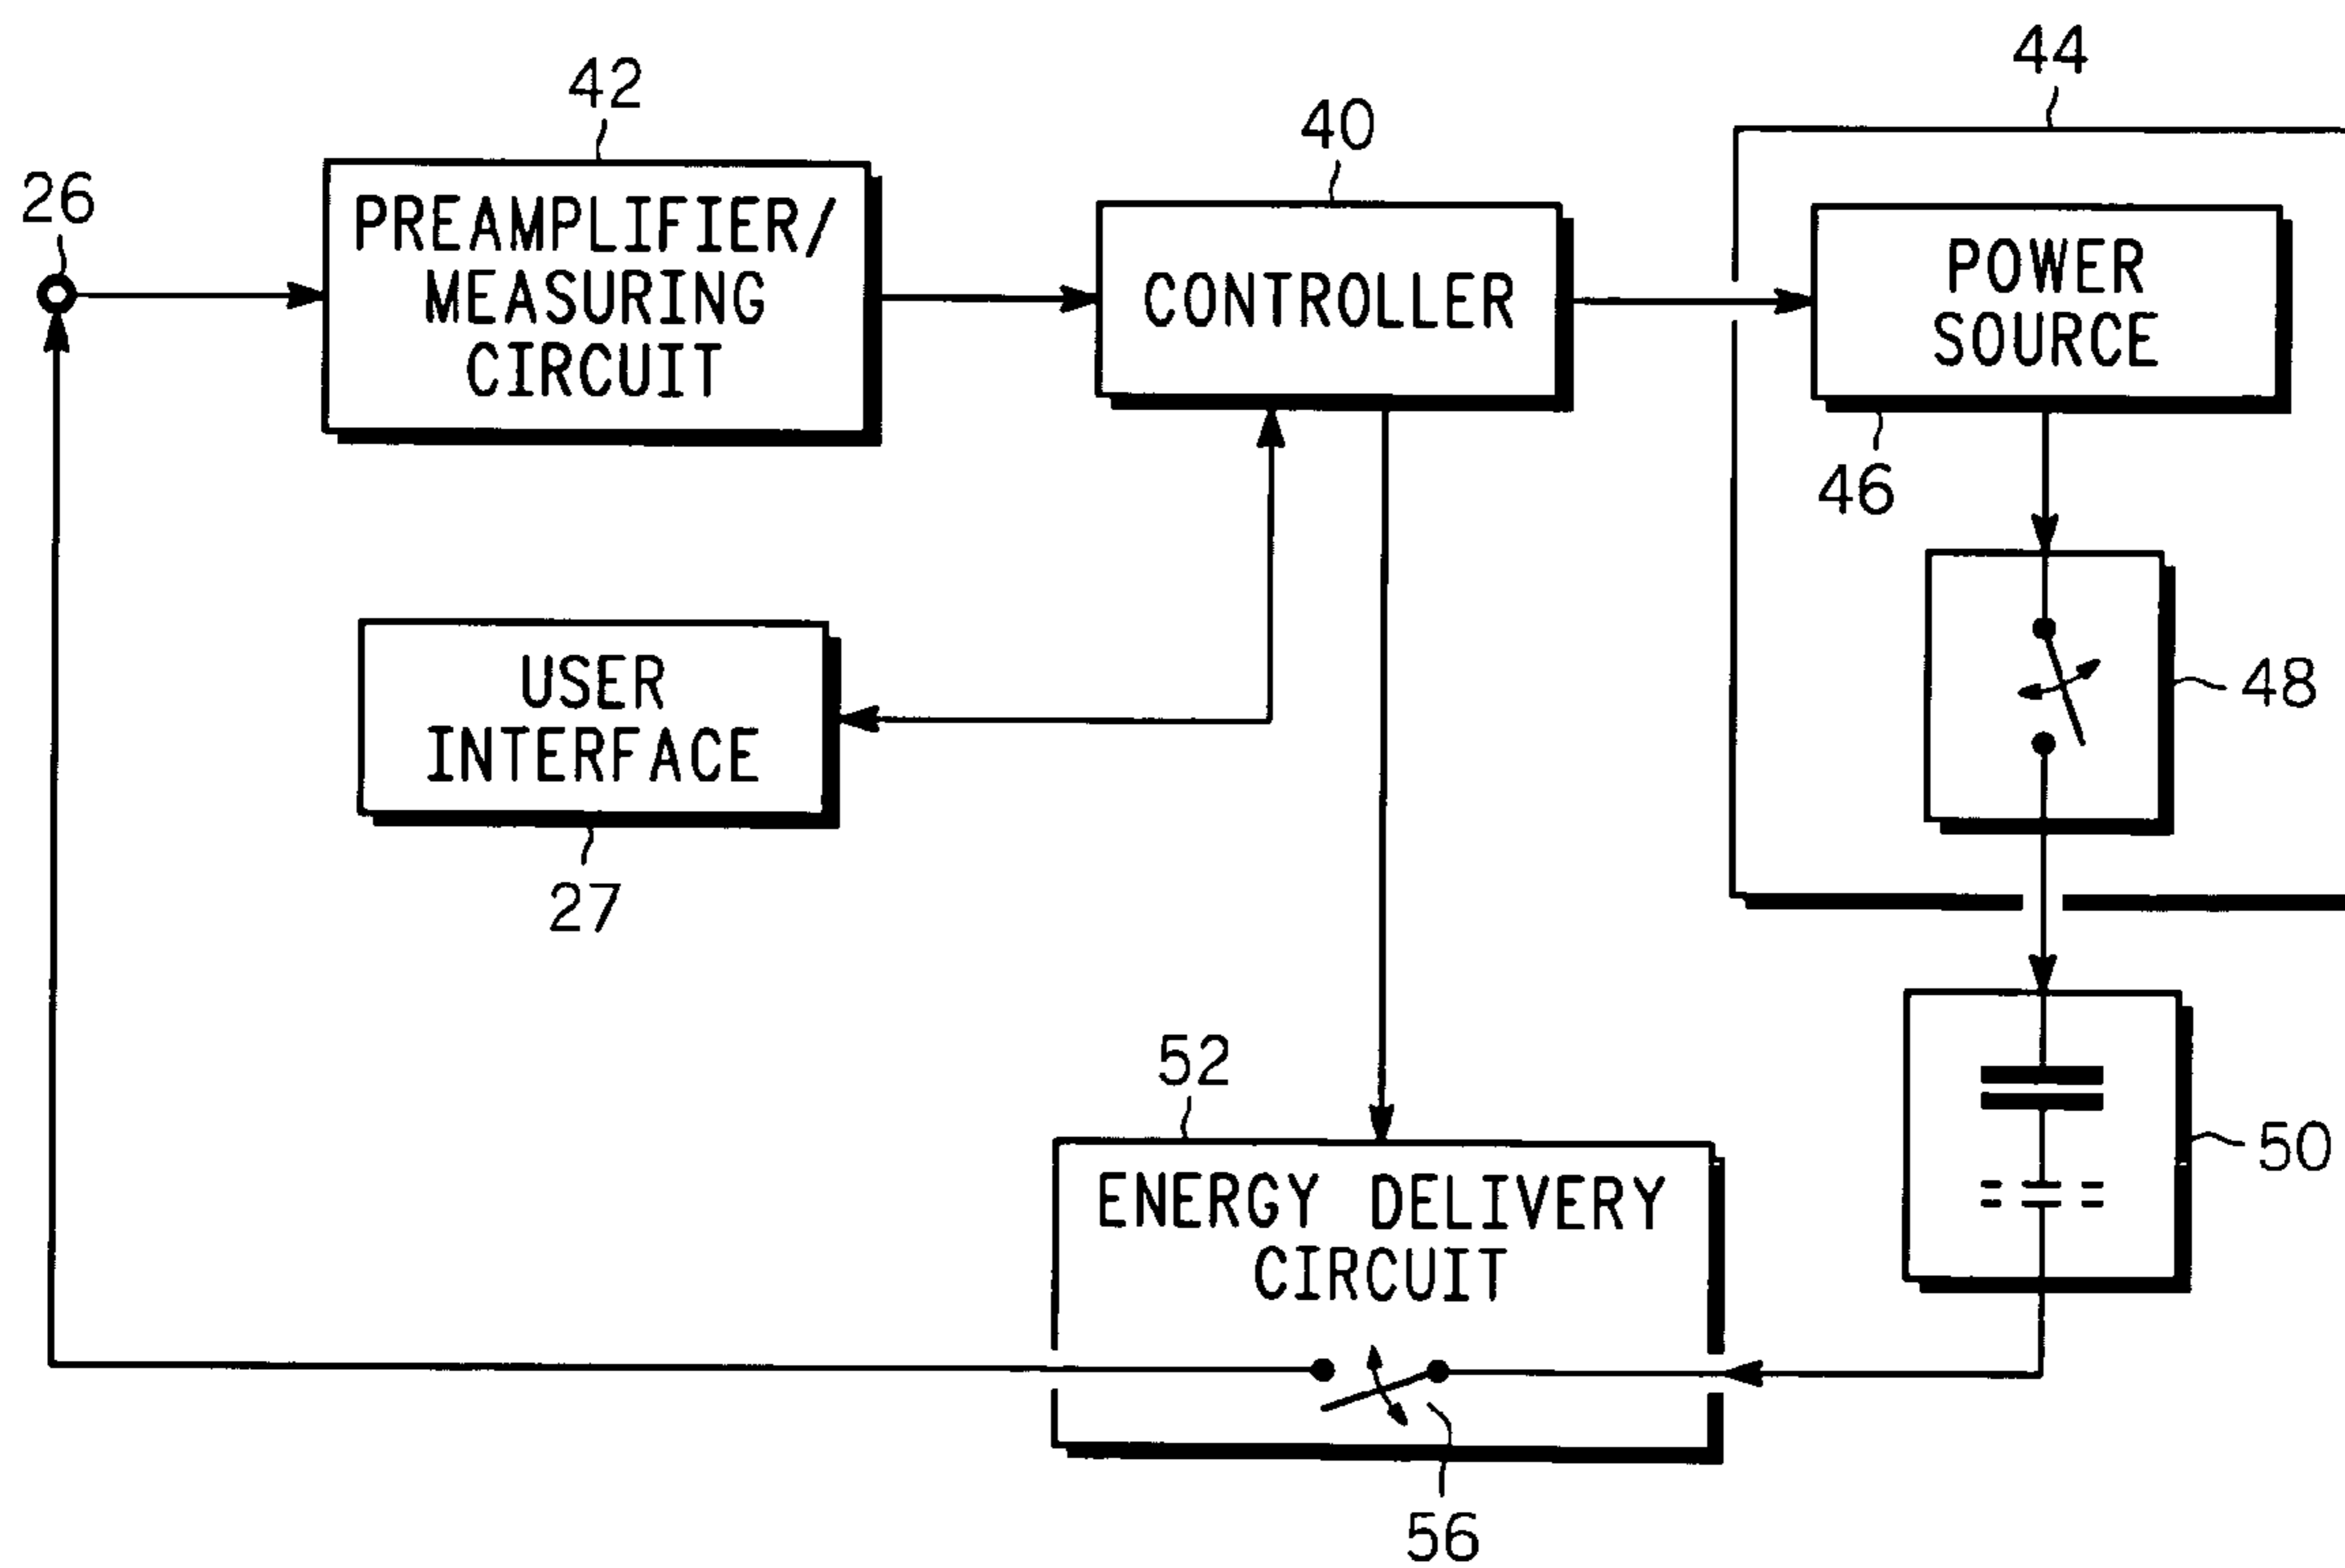 44
42
40
26
PREAMPLIFIER/
MEASURING
CIRCUIT
CONTROLLER
POWER
SOURCE
46
USER
INTERFACE
48
27
52
ENERGY DELIVERY
CIRCUIT
50
56